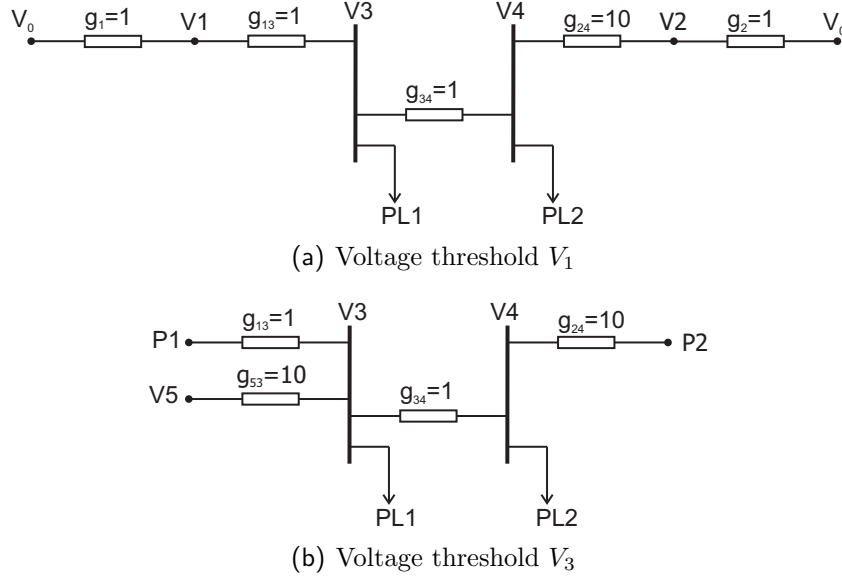 g₁=1 V1 g₁₃=1 V3 V4 g₂₄=10 V2 g₂=1
V₀ V₀
g₃₄=1
PL1 PL2
(a) Voltage threshold V₁
V3 V4
g₁₃=1 g₂₄=10
P1 P2
g₅₃=10
V5 g₃₄=1
PL1 PL2
(b) Voltage threshold V₃